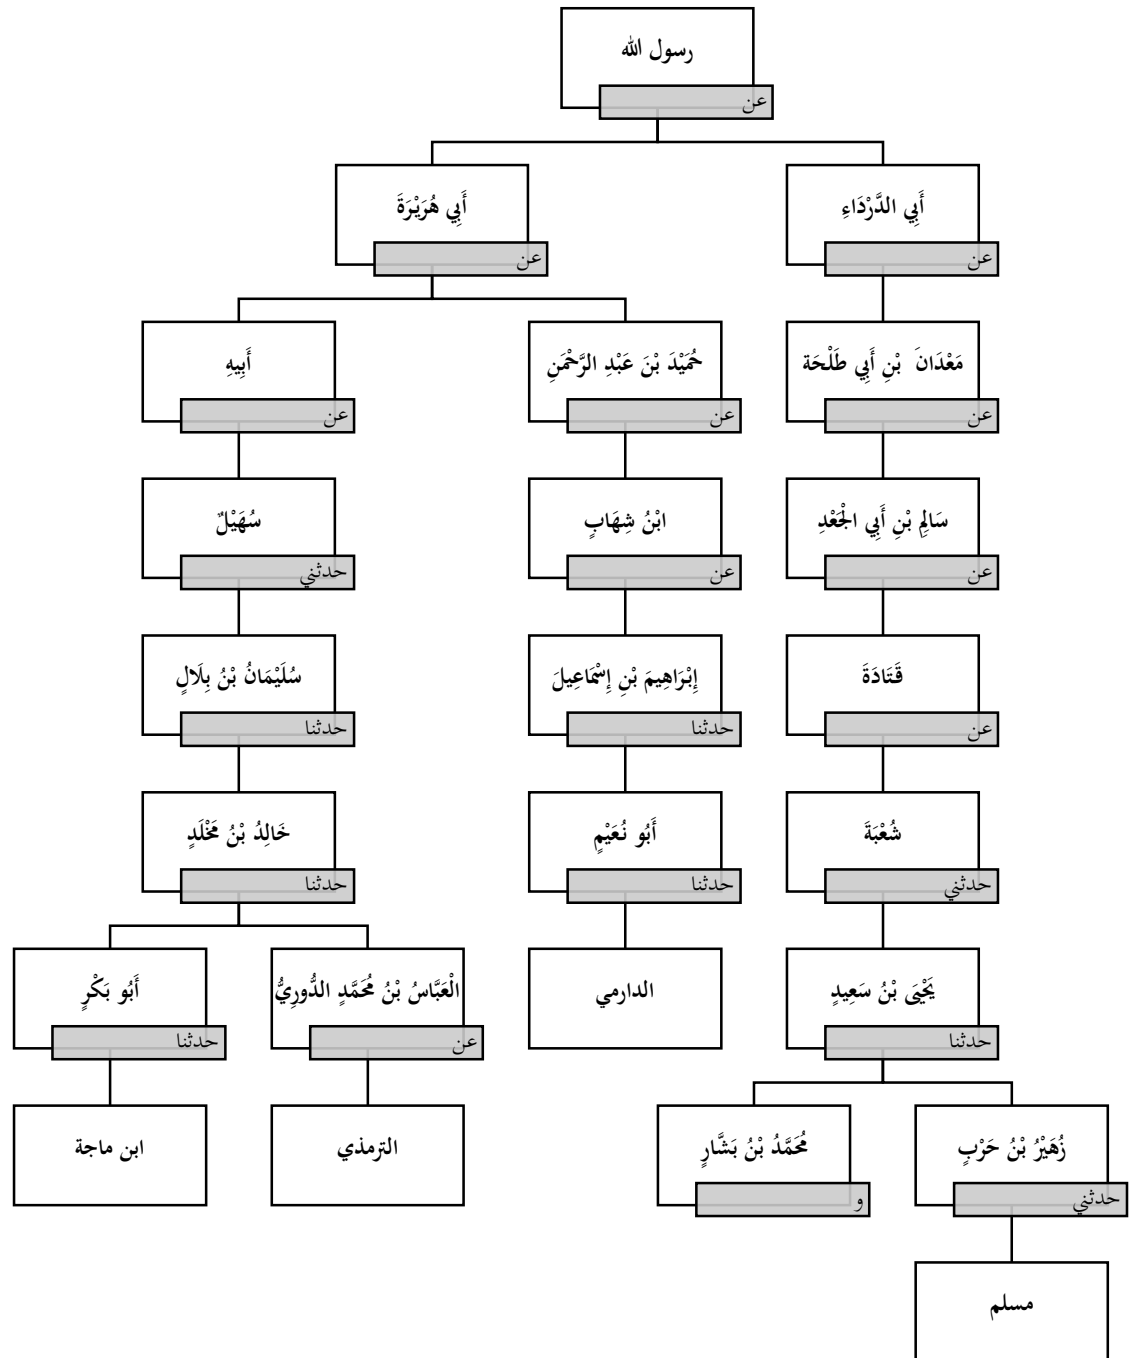 رسول الله
عن
أَبِي الدَّرْدَاءِ
عن
أَبِي هُرَيْرَةَ
عن
مَعْدَانَ بْنِ أَبِي طَلْحَة
عن
حُمَيْدَ بْنَ عَبْدِ الرَّحْمَنِ
عن
أَبِيهِ
عن
سَالِمِ بْنِ أَبِي الْجَعْدِ
عن
ابْنُ شِهَابٍ
عن
سُهَيْلٌ
حدثني
قَتَادَةَ
عن
إِبْرَاهِيمَ بْنِ إِسْمَاعِيلَ
حدثنا
سُلَيْمَانُ بْنُ بِلَالٍ
حدثنا
شُعْبَةَ
حدثني
أَبُو نُعَيْمٍ
حدثنا
خَالِدُ بْنُ مَخْلَدٍ
حدثنا
يَحْيَى بْنُ سَعِيدٍ
حدثنا
الدارمي
الْعَبَّاسُ بْنُ مُحَمَّدٍ الدُّورِيُّ
عن
أَبُو بَكْرٍ
حدثنا
زُهَيْرُ بْنُ حَرْبٍ
حدثني
مُحَمَّدُ بْنُ بَشَّارٍ
و
الترمذي
ابن ماجة
مسلم